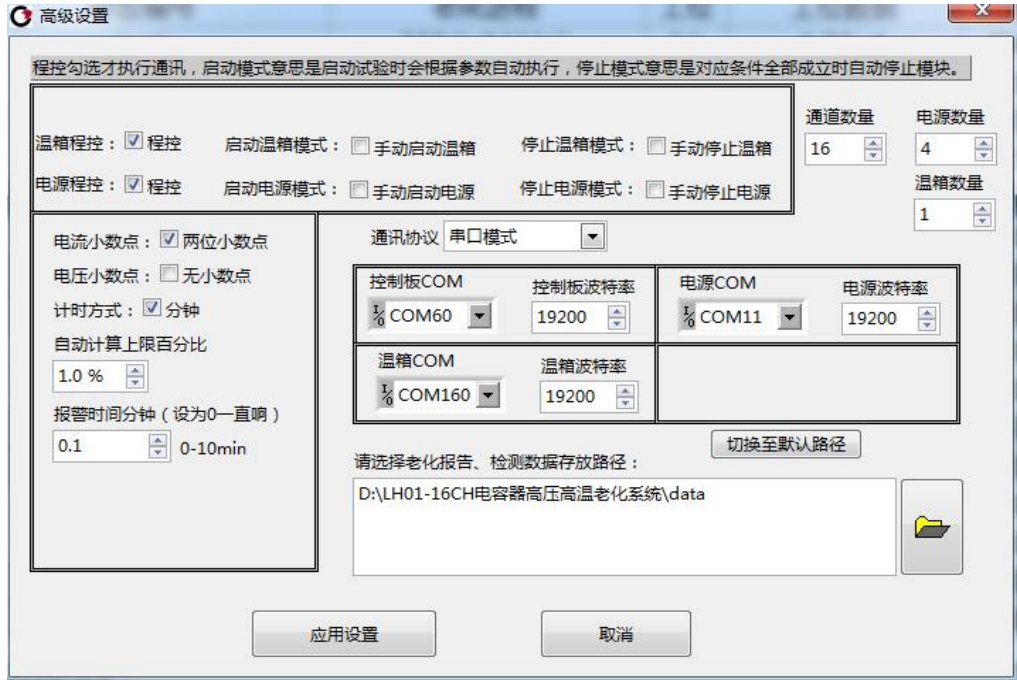 高级设置
程控勾选才执行通讯，启动模式意思是启动试验时会根据参数自动执行，停止模式意思是对应条件全部成立时自动停止模块。
温箱程控： 程控 启动温箱模式： 手动启动温箱 停止温箱模式： 手动停止温箱
电源程控： 程控 启动电源模式： 手动启动电源 停止电源模式： 手动停止电源
通道数量 电源数量
16 4
温箱数量
1
电流小数点： 两位小数点
电压小数点： 无小数点
计时方式： 分钟
自动计算上限百分比
1.0 %
报警时间分钟（设为0一直响）
0.1 0-10min
通讯协议 串口模式
控制板COM 控制板波特率 电源COM 电源波特率
COM60 19200 COM11 19200
温箱COM 温箱波特率
COM160 19200
切换至默认路径
请选择老化报告、检测数据存放路径：
D:\LH01-16CH电容器高压高温老化系统\data
应用设置 取消